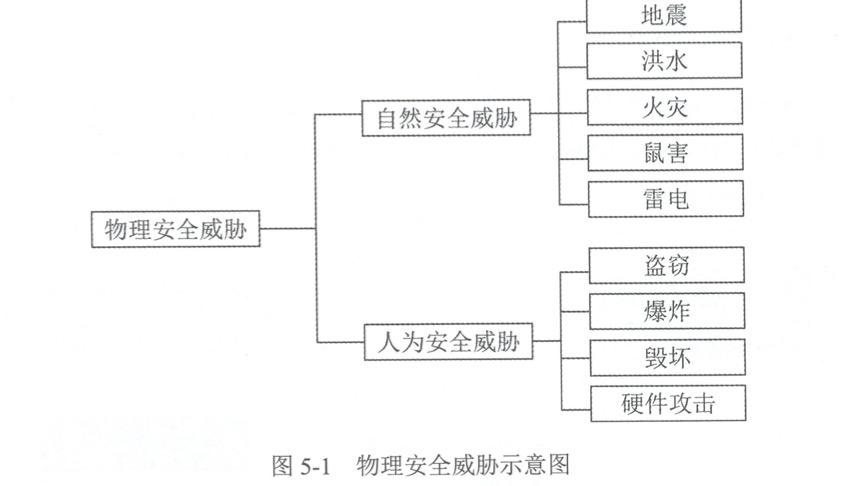 地震
洪水
火灾
鼠害
雷电
自然安全威胁
物理安全威胁
盗窃
爆炸
毁坏
硬件攻击
人为安全威胁
图 5-1 物理安全威胁示意图